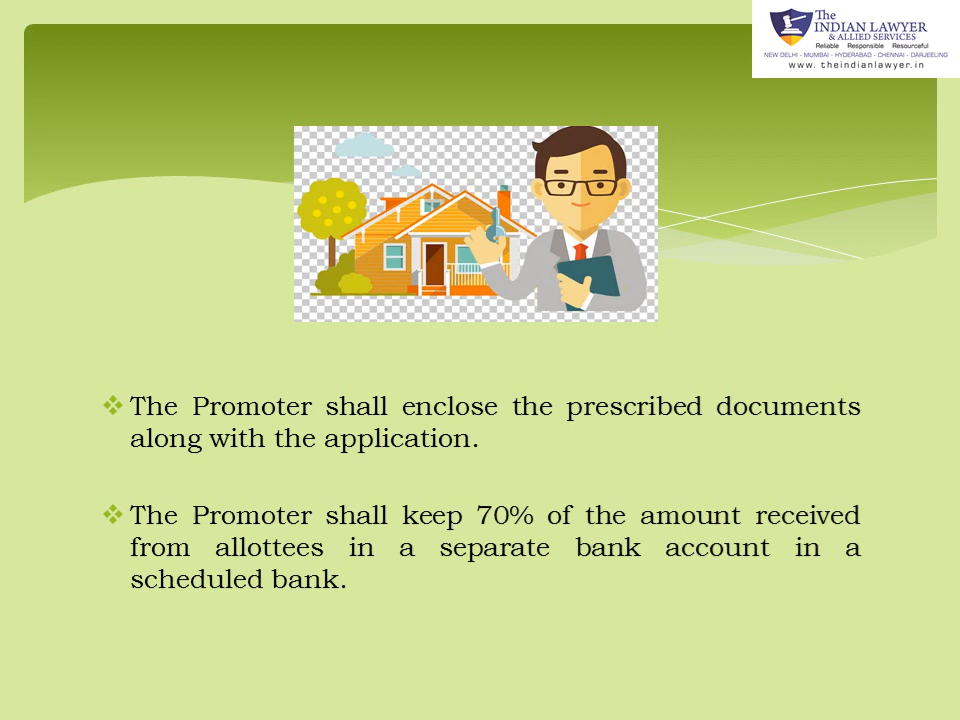 The
INDIAN LAWYER
& ALLIED SERVICES
Reliable Responsible Resourceful
NEW DELHI - MUMBAI - HYDERABAD - CHENNAI - DARJEELING
www. theindianlawyer.in
The Promoter shall enclose the prescribed documents
along with the application.
The Promoter shall keep 70% of the amount received
from allottees in a separate bank account in a
scheduled bank.